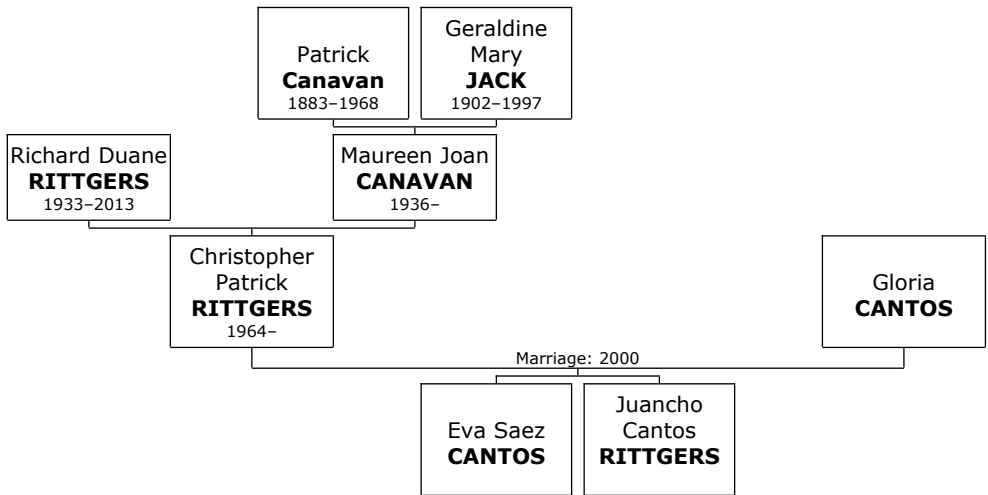 Patrick
Canavan
1883–1968
Geraldine
Mary
JACK
1902–1997
Richard Duane
RITTGERS
1933–2013
Maureen Joan
CANAVAN
1936–
Christopher
Patrick
RITTGERS
1964–
Gloria
CANTOS
Marriage: 2000
Eva Saez
CANTOS
Juancho
Cantos
RITTGERS